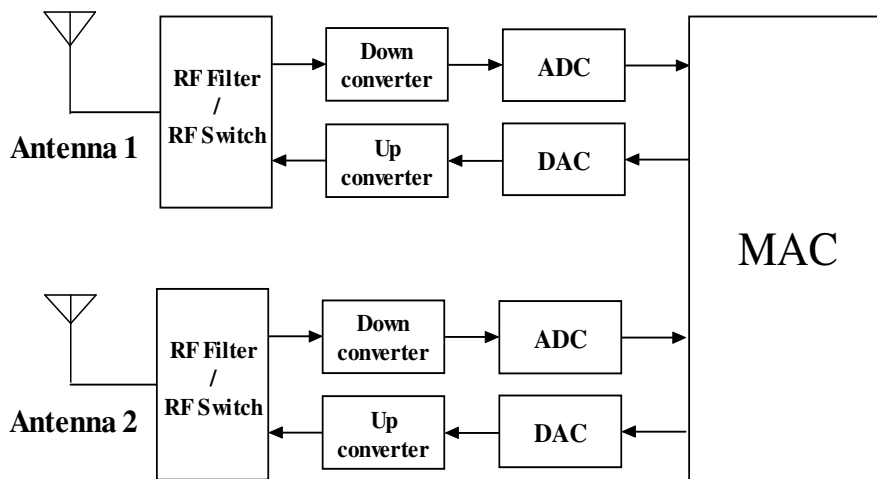 Antenna 1
RF Filter
/
RF Switch
Down
converter
ADC
Up
converter
DAC
MAC
Antenna 2
RF Filter
/
RF Switch
Down
converter
ADC
Up
converter
DAC